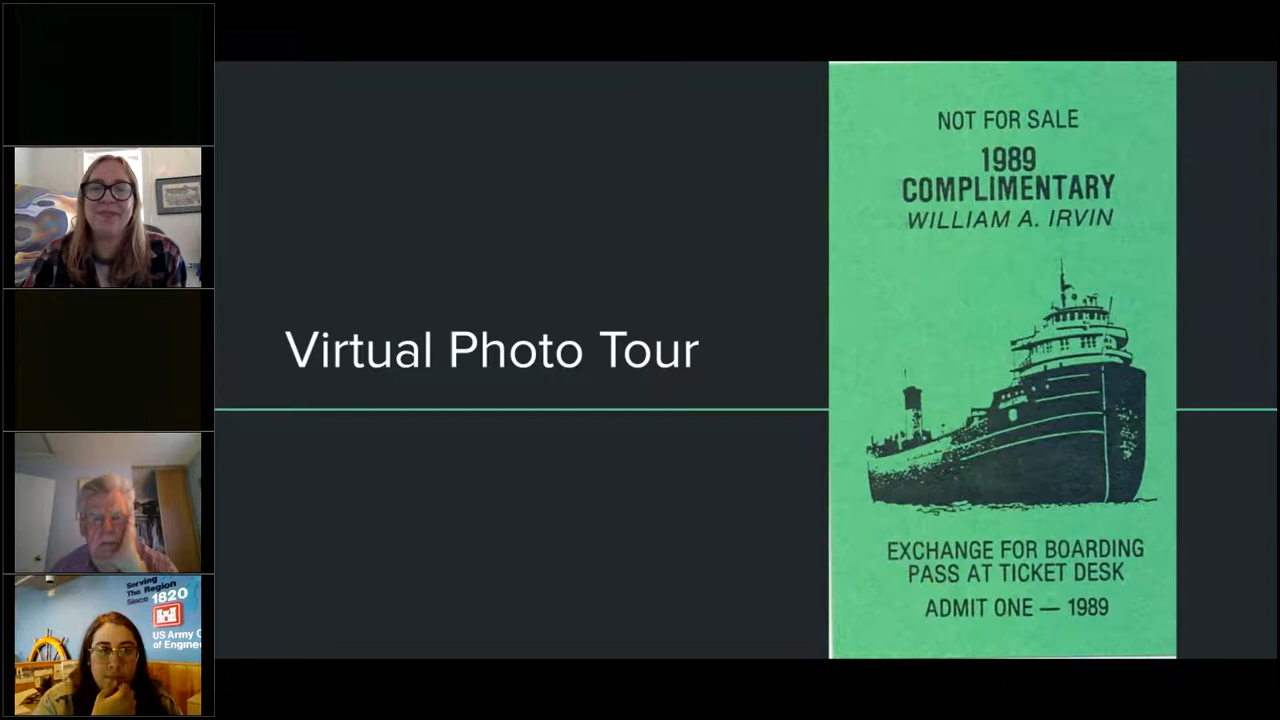 Virtual Photo Tour
NOT FOR SALE
1989
COMPLIMENTARY
WILLIAM A. IRVIN
EXCHANGE FOR BOARDING
PASS AT TICKET DESK
ADMIT ONE — 1989
Serving
The Region
Since 1820
US Army
of Engine